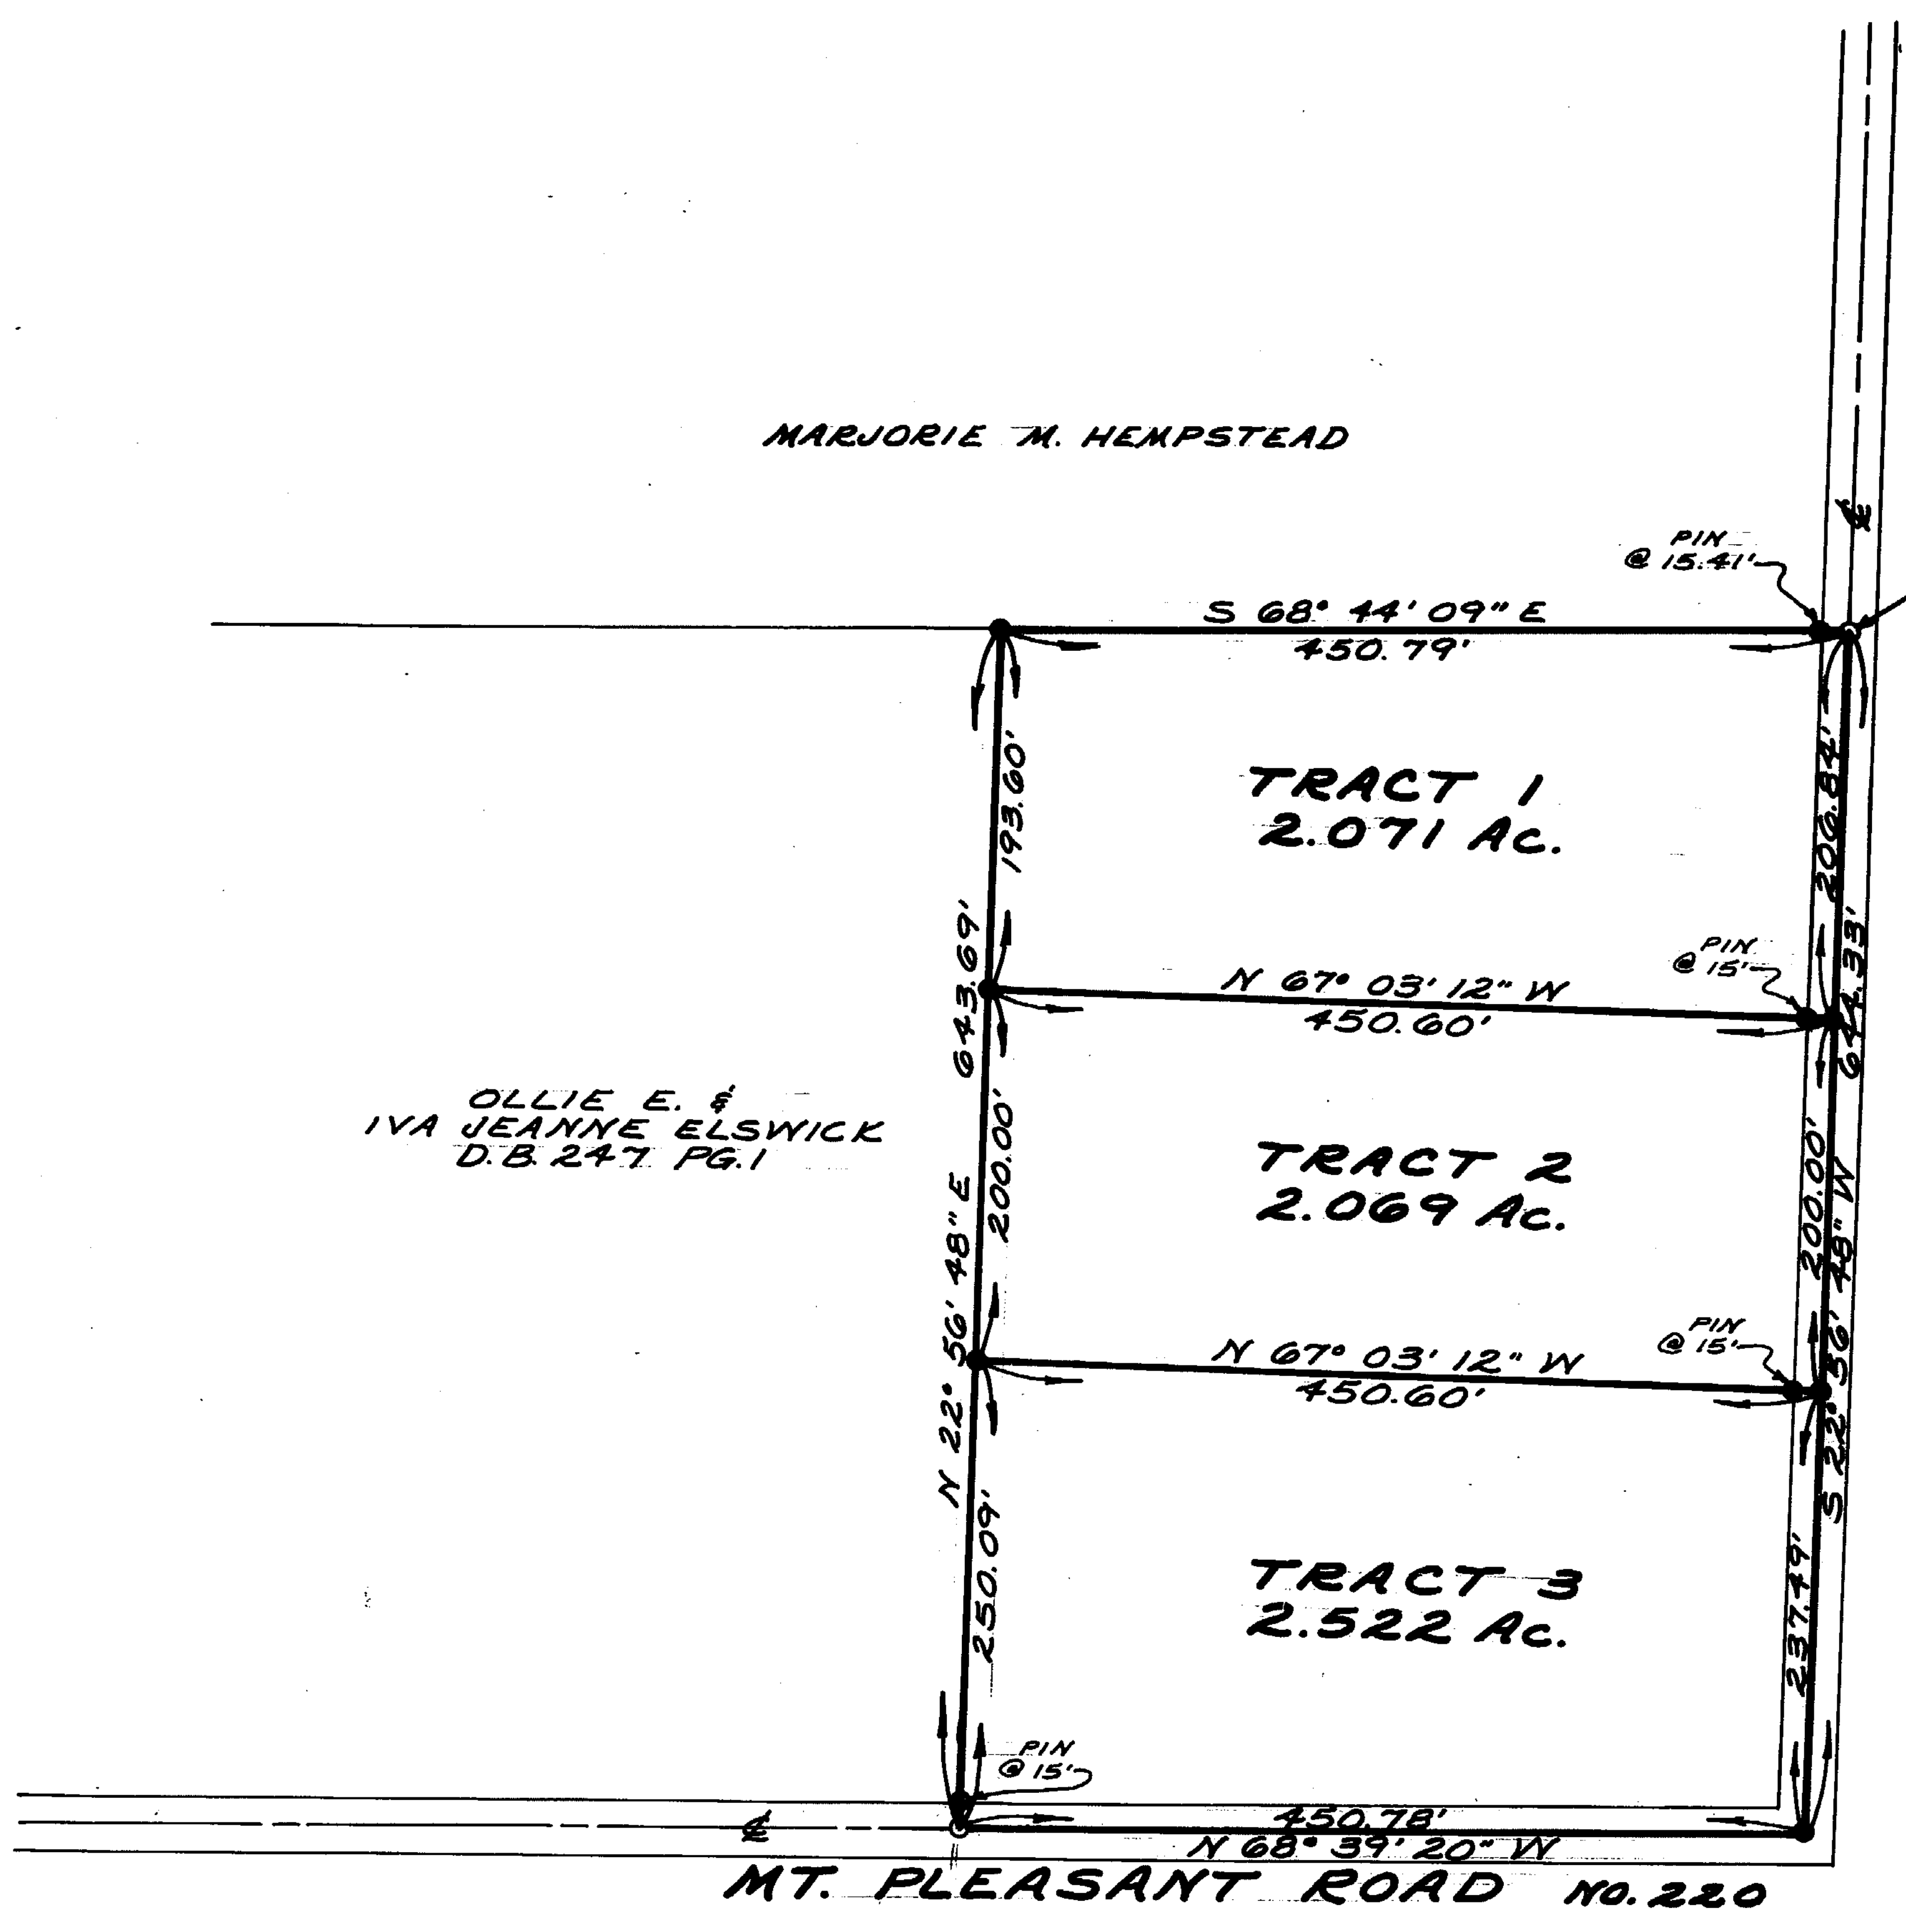 MARJORIE M. HEMPSTEAD
℄
PIN
@ 15.41'
S 68° 44' 09" E
450.79'
193.60'
206.84'
TRACT 1
2.071 AC.
643.69'
644.33'
PIN
@ 15'
N 67° 03' 12" W
450.60'
OLLIE E. &
IVA JEANNE ELSWICK
D.B. 247 PG. 1
200.00'
200.00'
TRACT 2
2.069 AC.
N 22° 56' 48" E
S 22° 56' 48" W
PIN
@ 15'
N 67° 03' 12" W
450.60'
250.09'
237.49'
TRACT 3
2.522 AC.
PIN
@ 15'
℄
450.78'
N 68° 39' 20" W
MT. PLEASANT ROAD NO. 220